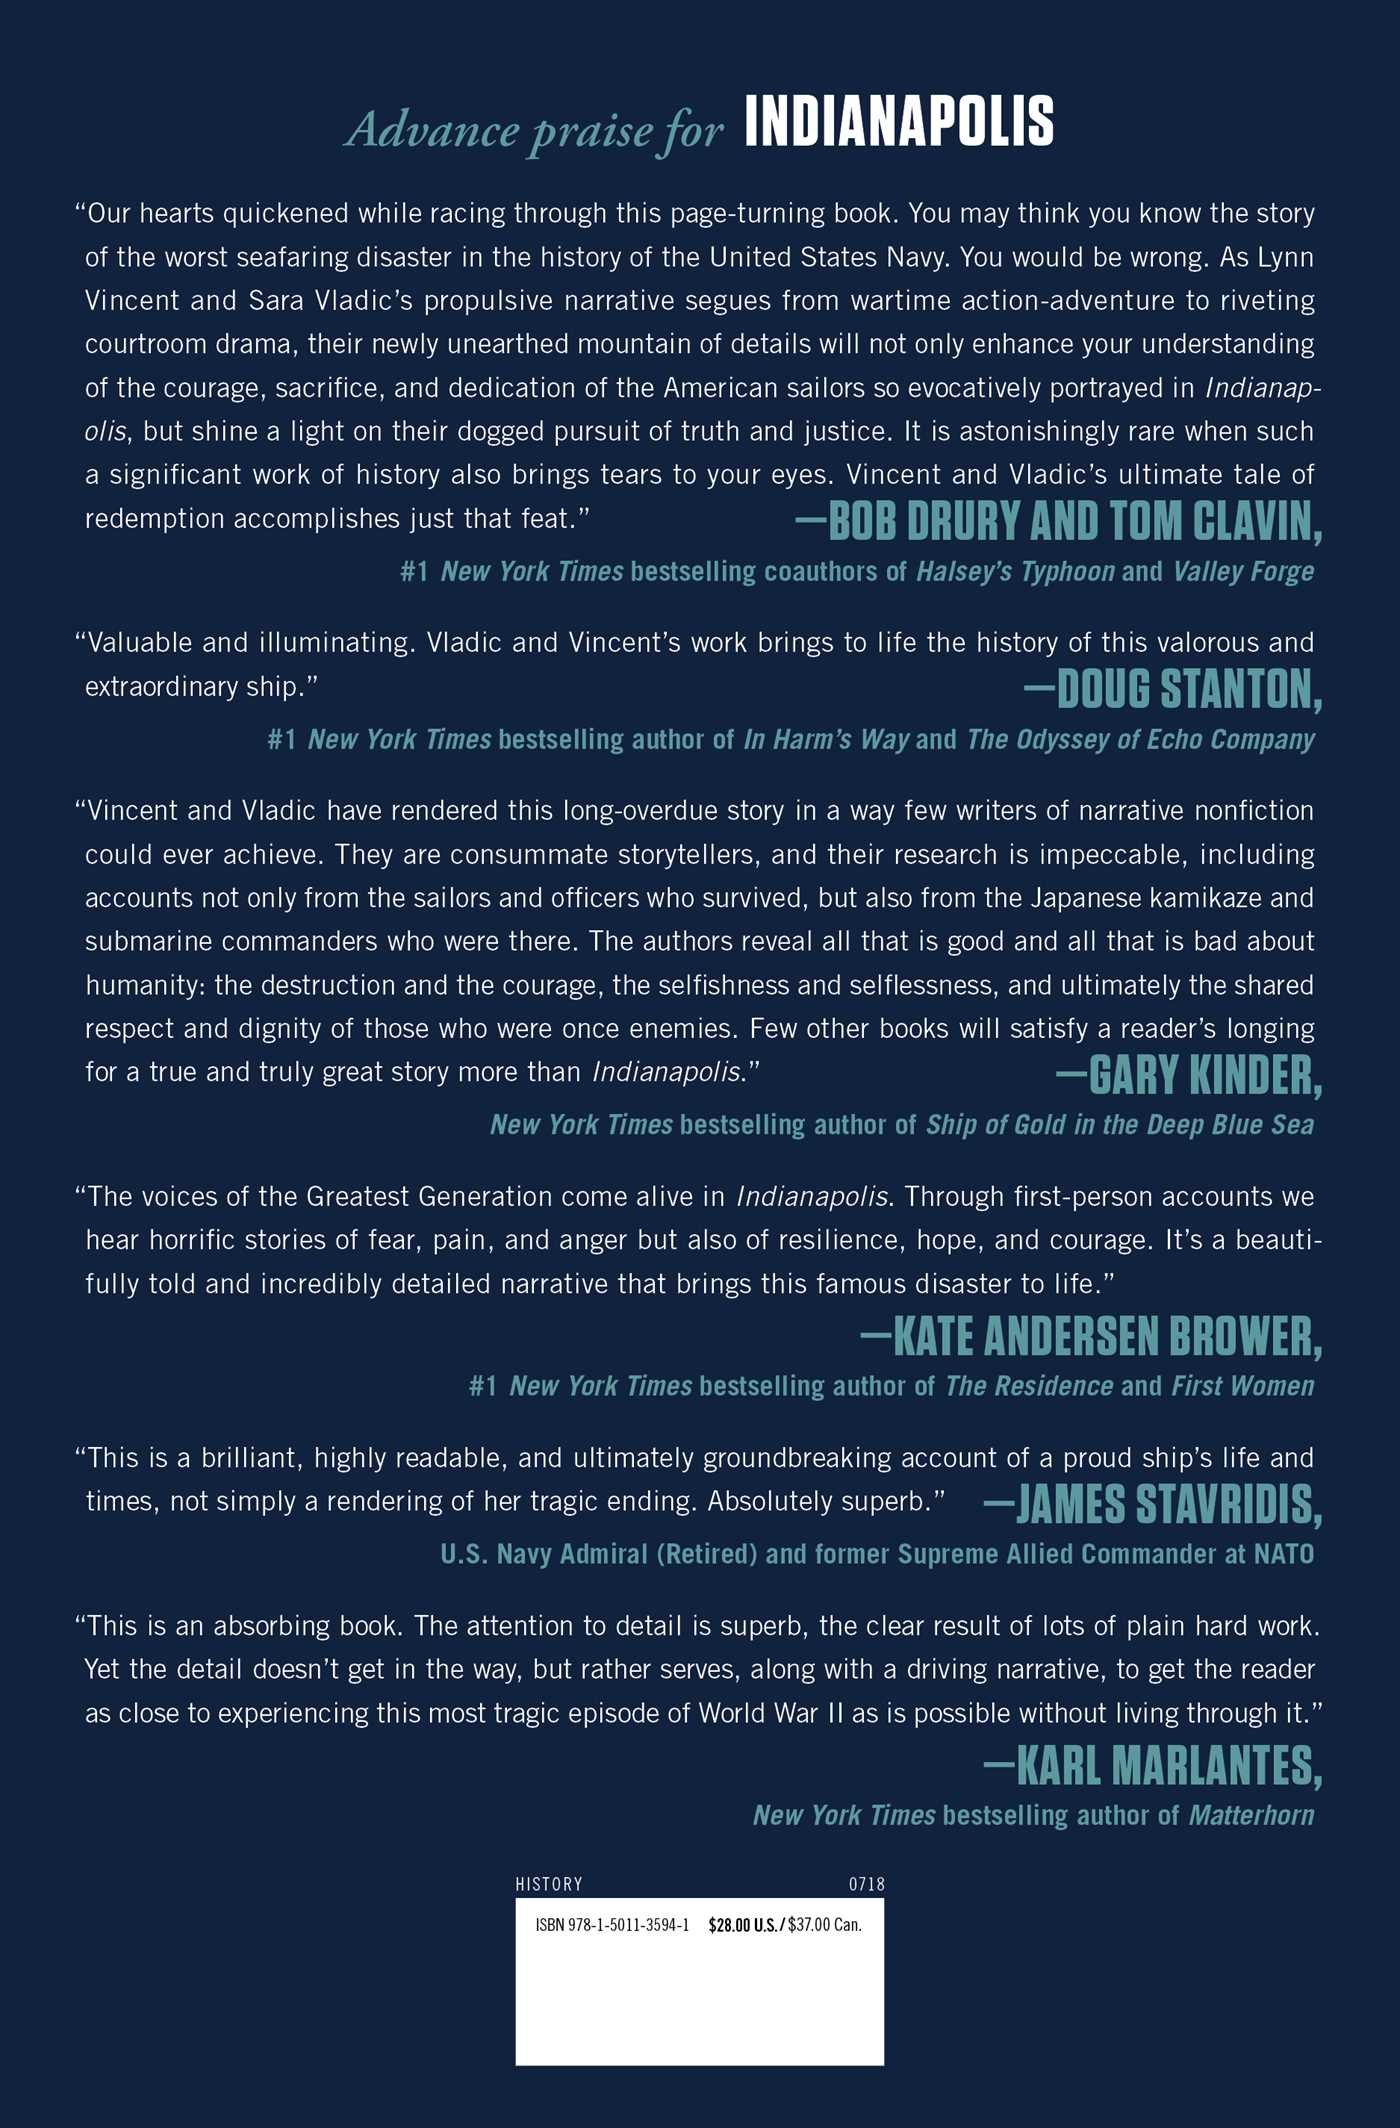 Advance praise for INDIANAPOLIS
“Our hearts quickened while racing through this page-turning book. You may think you know the story
of the worst seafaring disaster in the history of the United States Navy. You would be wrong. As Lynn
Vincent and Sara Vladic’s propulsive narrative segues from wartime action-adventure to riveting
courtroom drama, their newly unearthed mountain of details will not only enhance your understanding
of the courage, sacrifice, and dedication of the American sailors so evocatively portrayed in Indianap-
olis, but shine a light on their dogged pursuit of truth and justice. It is astonishingly rare when such
a significant work of history also brings tears to your eyes. Vincent and Vladic’s ultimate tale of
redemption accomplishes just that feat.” —BOB DRURY AND TOM CLAVIN,
#1 New York Times bestselling coauthors of Halsey’s Typhoon and Valley Forge
“Valuable and illuminating. Vladic and Vincent’s work brings to life the history of this valorous and
extraordinary ship.” —DOUG STANTON,
#1 New York Times bestselling author of In Harm’s Way and The Odyssey of Echo Company
“Vincent and Vladic have rendered this long-overdue story in a way few writers of narrative nonfiction
could ever achieve. They are consummate storytellers, and their research is impeccable, including
accounts not only from the sailors and officers who survived, but also from the Japanese kamikaze and
submarine commanders who were there. The authors reveal all that is good and all that is bad about
humanity: the destruction and the courage, the selfishness and selflessness, and ultimately the shared
respect and dignity of those who were once enemies. Few other books will satisfy a reader’s longing
for a true and truly great story more than Indianapolis.” —GARY KINDER,
New York Times bestselling author of Ship of Gold in the Deep Blue Sea
“The voices of the Greatest Generation come alive in Indianapolis. Through first-person accounts we
hear horrific stories of fear, pain, and anger but also of resilience, hope, and courage. It’s a beauti-
fully told and incredibly detailed narrative that brings this famous disaster to life.”
—KATE ANDERSEN BROWER,
#1 New York Times bestselling author of The Residence and First Women
“This is a brilliant, highly readable, and ultimately groundbreaking account of a proud ship’s life and
times, not simply a rendering of her tragic ending. Absolutely superb.” —JAMES STAVRIDIS,
U.S. Navy Admiral (Retired) and former Supreme Allied Commander at NATO
“This is an absorbing book. The attention to detail is superb, the clear result of lots of plain hard work.
Yet the detail doesn’t get in the way, but rather serves, along with a driving narrative, to get the reader
as close to experiencing this most tragic episode of World War II as is possible without living through it.”
—KARL MARLANTES,
New York Times bestselling author of Matterhorn
HISTORY 0718
ISBN 978-1-5011-3594-1 $28.00 U.S./ $37.00 Can.